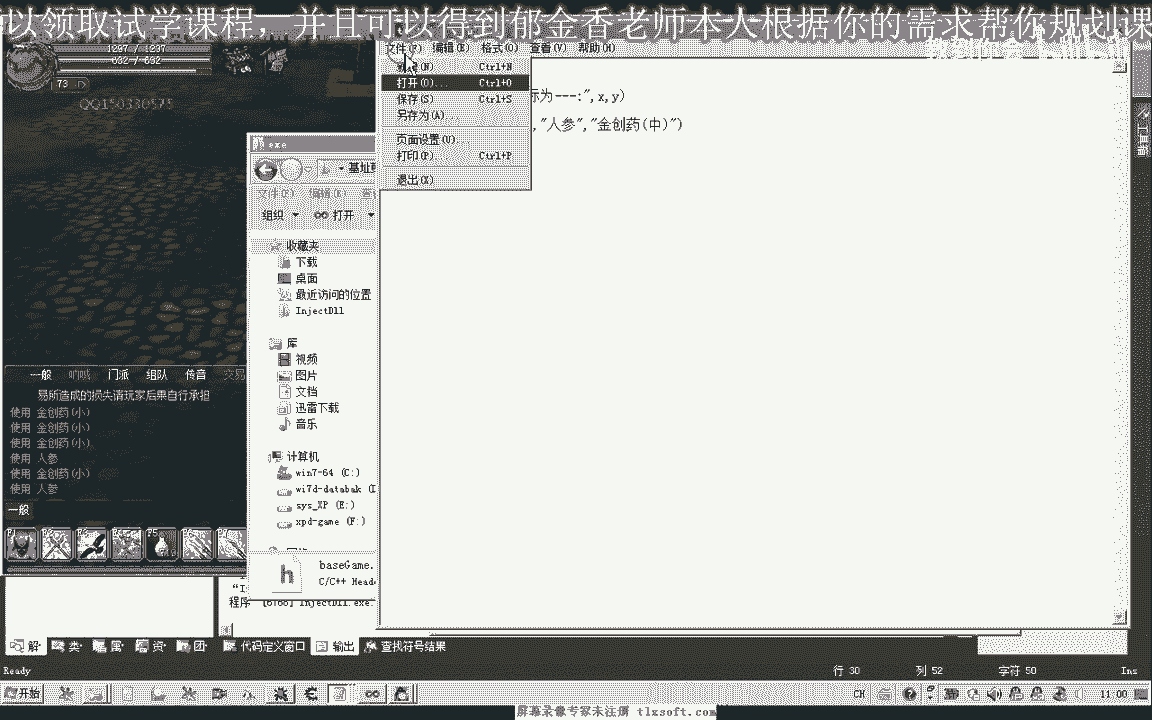 以领取试学课程，并且可以得到郁金香老师本人根据你的需求帮你规划课
1297 / 1297
632 / 632
73
QQ150330575
文件(F) 编辑(E) 格式(O) 查看(V) 帮助(H)
Ctrl+N
打开(O)... Ctrl+O
保存(S) Ctrl+S
另存为(A)...
页面设置(U)...
打印(P)... Ctrl+P
退出(X)
标为---:",x,y)
,"人参","金创药(中)")
工具箱
exe
文件(F) 编辑(E)
组织 打开
收藏夹
下载
桌面
最近访问的位置
InjectDll
库
视频
图片
文档
迅雷下载
音乐
计算机
win7-64 (C:)
wi7d-databak (D
sys_XP (E:)
xpd-game (F:)
baseGame.
C/C++ Head
一般 呐喊 门派 组队 传音 交易
易所造成的损失请玩家后果自行承担
使用 金创药(小)
使用 金创药(小)
使用 金创药(小)
使用 人参
使用 金创药(小)
使用 人参
一般
InjectDll.exe
解 类 属 资 团 代码定义窗口 输出 查找符号结果
Ready 行 30 列 52 字符 50 Ins
开始 CH 11:00
屏幕录像专家未注册 tlxsoft.com